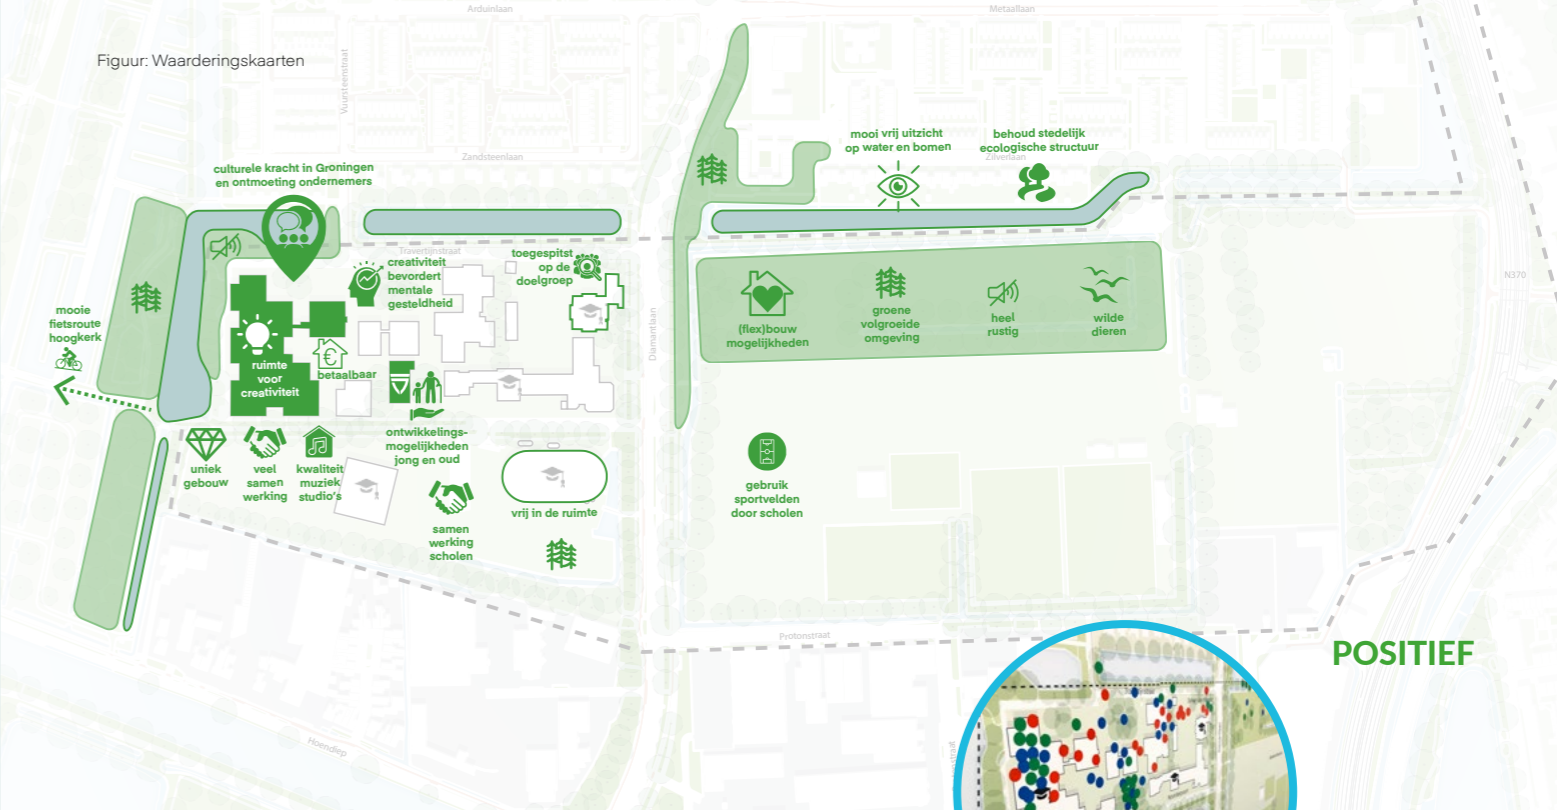 Arduinlaan
Metaallaan
Figuur: Waarderingskaarten
Vuursteenstraat
Zandsteenlaan
mooi vrij uitzicht
op water en bomen
behoud stedelijk
ecologische structuur
Zilverlaan
culturele kracht in Groningen
en ontmoeting ondernemers
Travertijnstraat
creativiteit
bevordert
mentale
gesteldheid
toegespitst
op de
doelgroep
N370
mooie
fietsroute
hoogkerk
Diamantlaan
(flex)bouw
mogelijkheden
groene
volgroeide
omgeving
heel
rustig
wilde
dieren
ruimte
voor
creativiteit
€
betaalbaar
uniek
gebouw
veel
samen
werking
kwaliteit
muziek
studio's
ontwikkelings-
mogelijkheden
jong en oud
samen
werking
scholen
vrij in de ruimte
gebruik
sportvelden
door scholen
Protonstraat
POSITIEF
Hoendiep